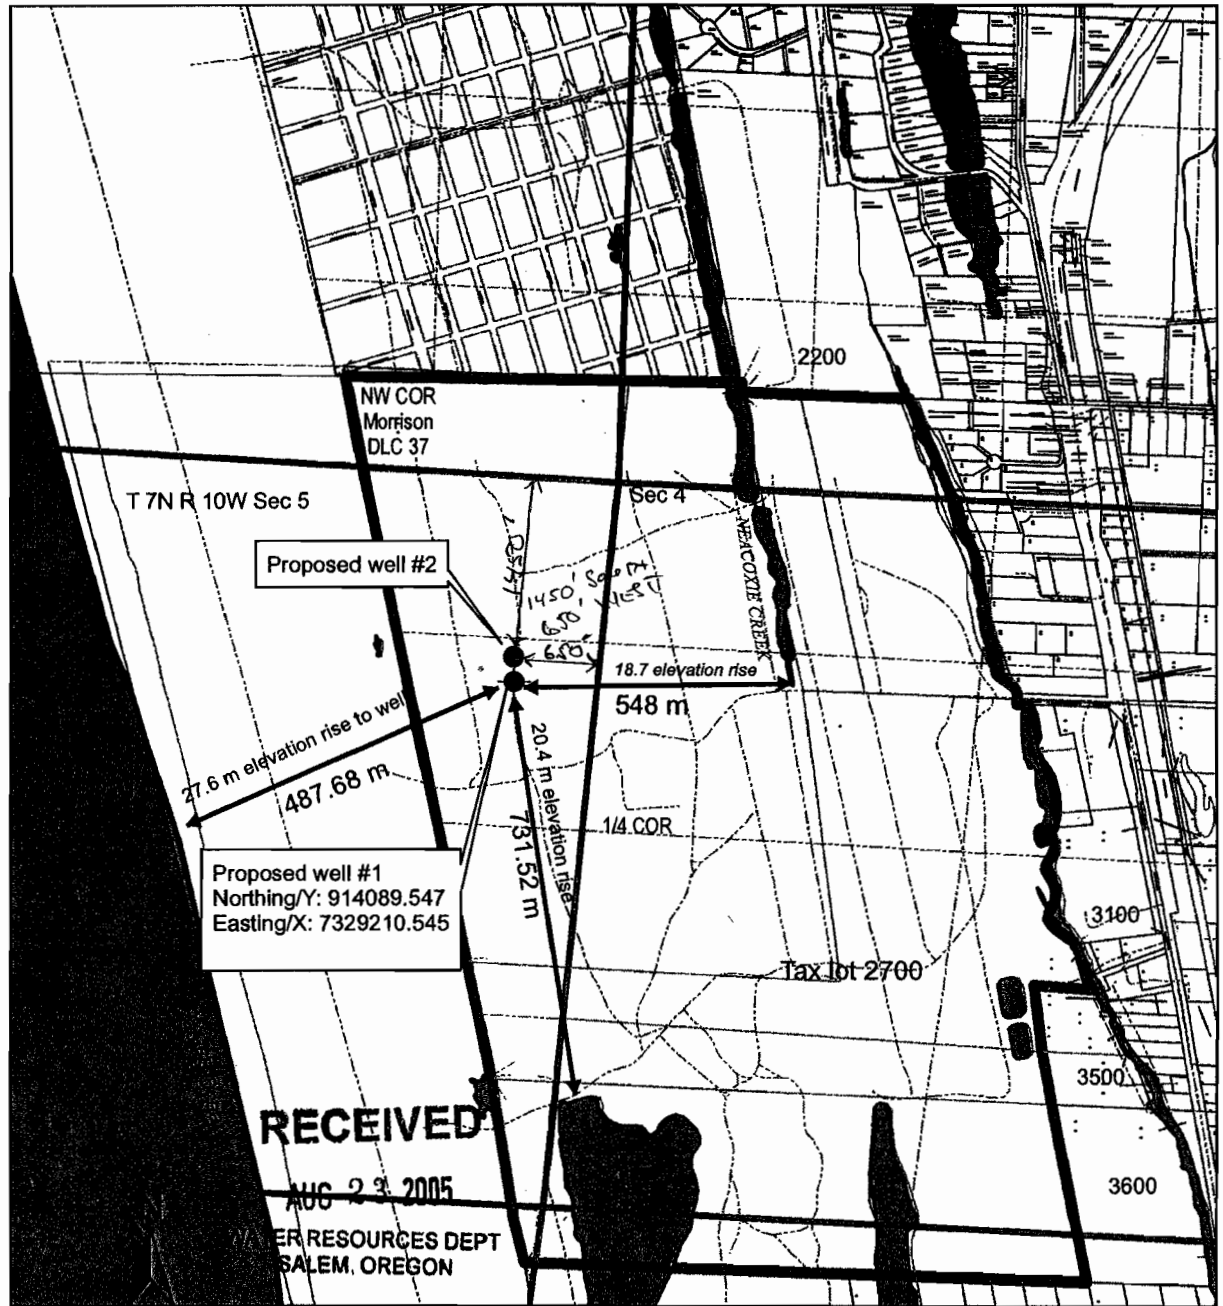 2200
NW COR
Morrison
DLC 37
T 7N R 10W Sec 5
Sec 4
NEACOXIE CREEK
Proposed well #2
1450' South
650' West
650'
18.7 elevation rise
548 m
27.6 m elevation rise to well
487.68 m
20.4 m elevation rise
731.52 m
1/4 COR
Proposed well #1
Northing/Y: 914089.547
Easting/X: 7329210.545
3100
Tax lot 2700
3500
RECEIVED
AUG 23 2005
ER RESOURCES DEPT
SALEM, OREGON
3600